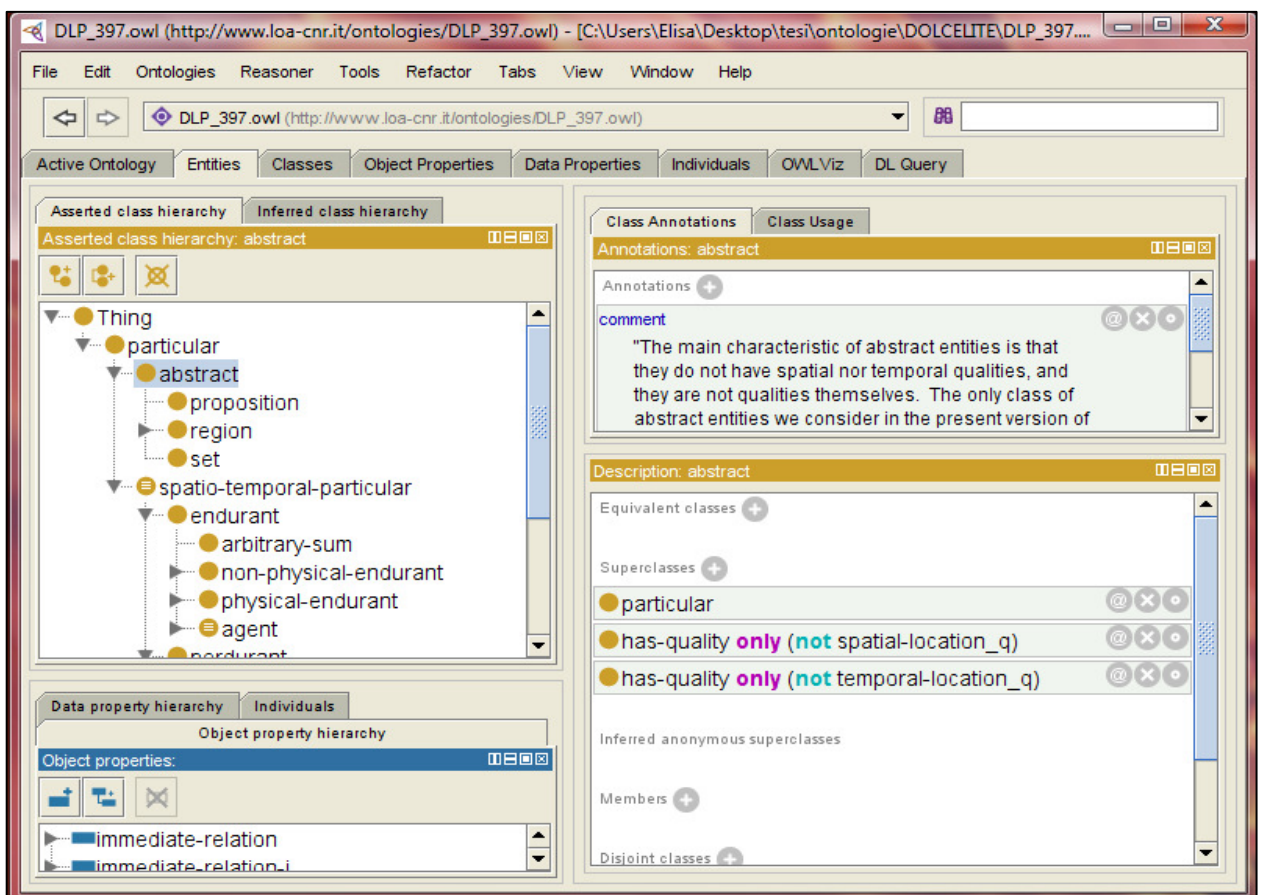 DLP_397.owl (http://www.loa-cnr.it/ontologies/DLP_397.owl) - [C:\Users\Elisa\Desktop\tesi\ontologie\DOLCELITE\DLP_397....
File Edit Ontologies Reasoner Tools Refactor Tabs View Window Help
DLP_397.owl (http://www.loa-cnr.it/ontologies/DLP_397.owl)
Active Ontology Entities Classes Object Properties Data Properties Individuals OWLViz DL Query
Asserted class hierarchy Inferred class hierarchy
Asserted class hierarchy: abstract
Thing
particular
abstract
proposition
region
set
spatio-temporal-particular
endurant
arbitrary-sum
non-physical-endurant
physical-endurant
agent
perdurant
Data property hierarchy Individuals
Object property hierarchy
Object properties:
immediate-relation
immediate-relation-i
Class Annotations Class Usage
Annotations: abstract
Annotations
comment
"The main characteristic of abstract entities is that
they do not have spatial nor temporal qualities, and
they are not qualities themselves. The only class of
abstract entities we consider in the present version of
Description: abstract
Equivalent classes
Superclasses
particular
has-quality only (not spatial-location_q)
has-quality only (not temporal-location_q)
Inferred anonymous superclasses
Members
Disjoint classes